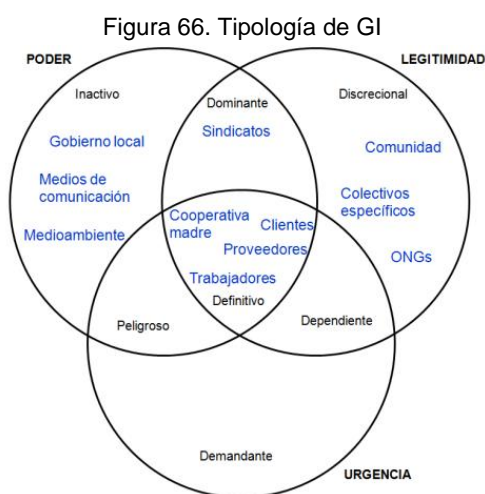 Figura 66. Tipología de GI
PODER
LEGITIMIDAD
Inactivo
Dominante
Discrecional
Sindicatos
Gobierno local
Comunidad
Medios de
comunicación
Colectivos
específicos
Cooperativa
madre
Clientes
Medioambiente
Proveedores
ONGs
Trabajadores
Definitivo
Peligroso
Dependiente
Demandante
URGENCIA